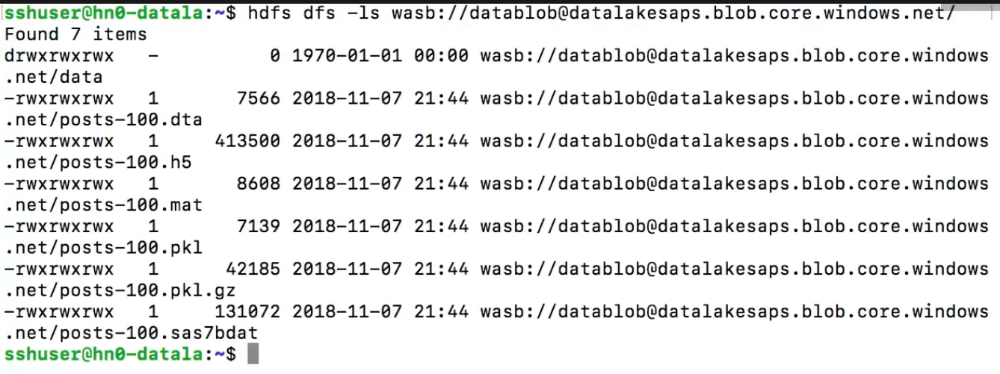 sshuser@hn0-datala:~$ hdfs dfs -ls wasb://datablob@datalakesaps.blob.core.windows.net/
Found 7 items
drwxrwxrwx   -          0 1970-01-01 00:00 wasb://datablob@datalakesaps.blob.core.windows
.net/data
-rwxrwxrwx   1       7566 2018-11-07 21:44 wasb://datablob@datalakesaps.blob.core.windows
.net/posts-100.dta
-rwxrwxrwx   1     413500 2018-11-07 21:44 wasb://datablob@datalakesaps.blob.core.windows
.net/posts-100.h5
-rwxrwxrwx   1       8608 2018-11-07 21:44 wasb://datablob@datalakesaps.blob.core.windows
.net/posts-100.mat
-rwxrwxrwx   1       7139 2018-11-07 21:44 wasb://datablob@datalakesaps.blob.core.windows
.net/posts-100.pkl
-rwxrwxrwx   1      42185 2018-11-07 21:44 wasb://datablob@datalakesaps.blob.core.windows
.net/posts-100.pkl.gz
-rwxrwxrwx   1     131072 2018-11-07 21:44 wasb://datablob@datalakesaps.blob.core.windows
.net/posts-100.sas7bdat
sshuser@hn0-datala:~$